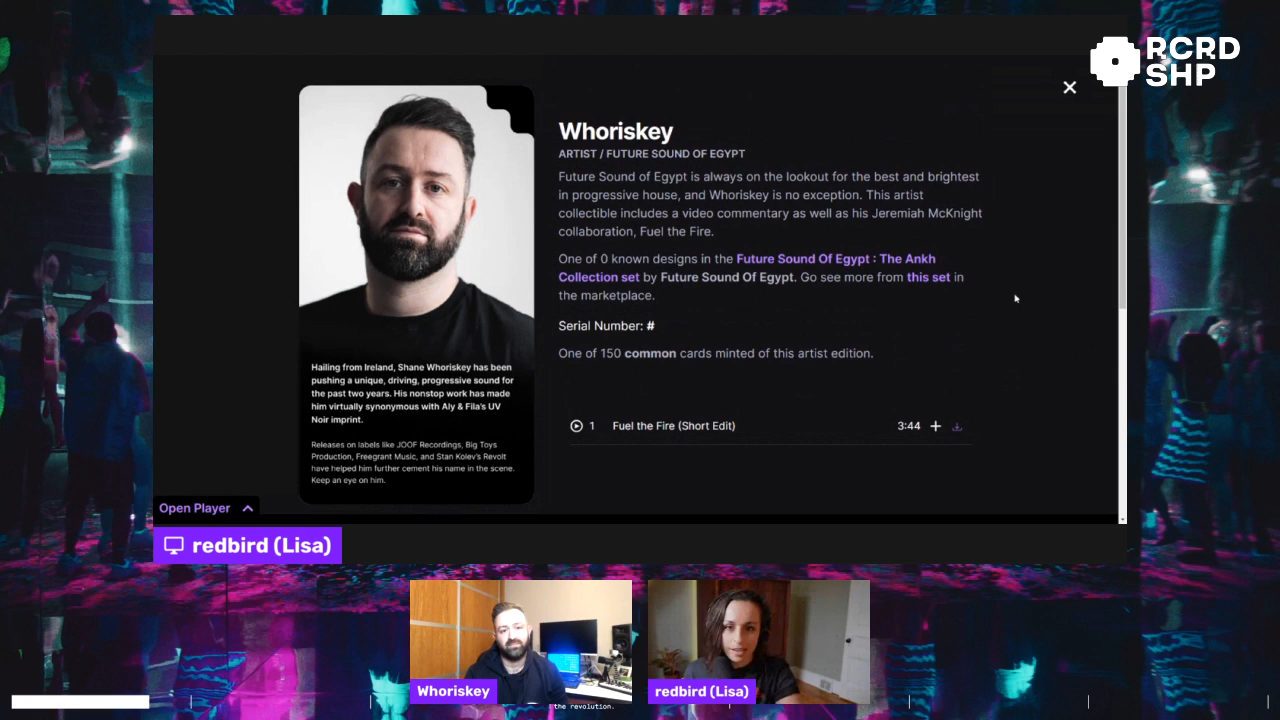 RCRD
SHP
Whoriskey
ARTIST / FUTURE SOUND OF EGYPT
Future Sound of Egypt is always on the lookout for the best and brightest
in progressive house, and Whoriskey is no exception. This artist
collectible includes a video commentary as well as his Jeremiah McKnight
collaboration, Fuel the Fire.
One of 0 known designs in the Future Sound Of Egypt : The Ankh
Collection set by Future Sound Of Egypt. Go see more from this set in
the marketplace.
Serial Number: #
One of 150 common cards minted of this artist edition.
1 Fuel the Fire (Short Edit) 3:44 +
Hailing from Ireland, Shane Whoriskey has been
pushing a unique, driving, progressive sound for
the past two years. His nonstop work has made
him virtually synonymous with Aly & Fila's UV
Noir imprint.
Releases on labels like JOOF Recordings, Big Toys
Production, Freegrant Music, and Stan Kolev's Revolt
have helped him further cement his name in the scene.
Keep an eye on him.
Open Player
redbird (Lisa)
Whoriskey
redbird (Lisa)
the revolution.